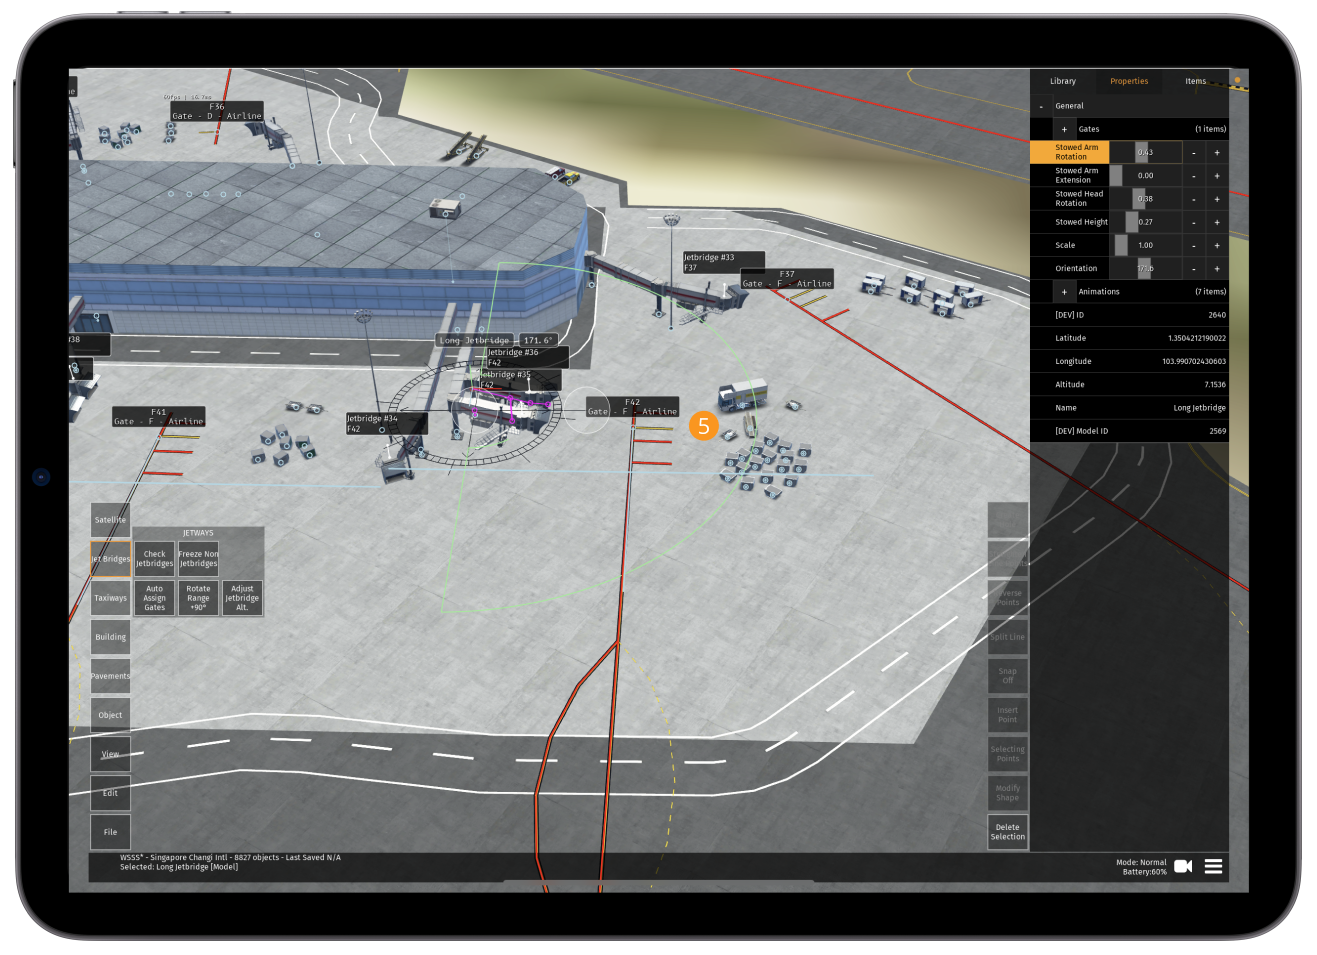 Library
Properties
Items
-
General
+
Gates
(1 items)
Stowed Arm
Rotation
0.43
-
+
Stowed Arm
Extension
0.00
-
+
Stowed Head
Rotation
0.38
-
+
Stowed Height
0.27
-
+
Scale
1.00
-
+
Orientation
171.6
-
+
+
Animations
(7 items)
[DEV] ID
2640
Latitude
1.3504212190022
Longitude
103.990702430603
Altitude
7.1536
Name
Long Jetbridge
[DEV] Model ID
2569
F36
Gate - D - Airline
Jetbridge #33
F37
F37
Gate - F - Airline
Long Jetbridge - 171.6°
Jetbridge #36
F42
Jetbridge #35
F42
Jetbridge #34
F42
F42
Gate - F - Airline
5
F41
Gate - F - Airline
Satellite
Jet Bridges
Taxiways
Building
Pavements
Object
View
Edit
File
JETWAYS
Check
Jetbridges
Freeze Non
Jetbridges
Auto
Assign
Gates
Rotate
Range
+90°
Adjust
Jetbridge
Alt.
Points
Split Line
Snap
Off
Insert
Point
Selecting
Points
Modify
Shape
Delete
Selection
WSSS* - Singapore Changi Intl - 8827 objects - Last Saved N/A
Selected: Long Jetbridge [Model]
Mode: Normal
Battery:60%